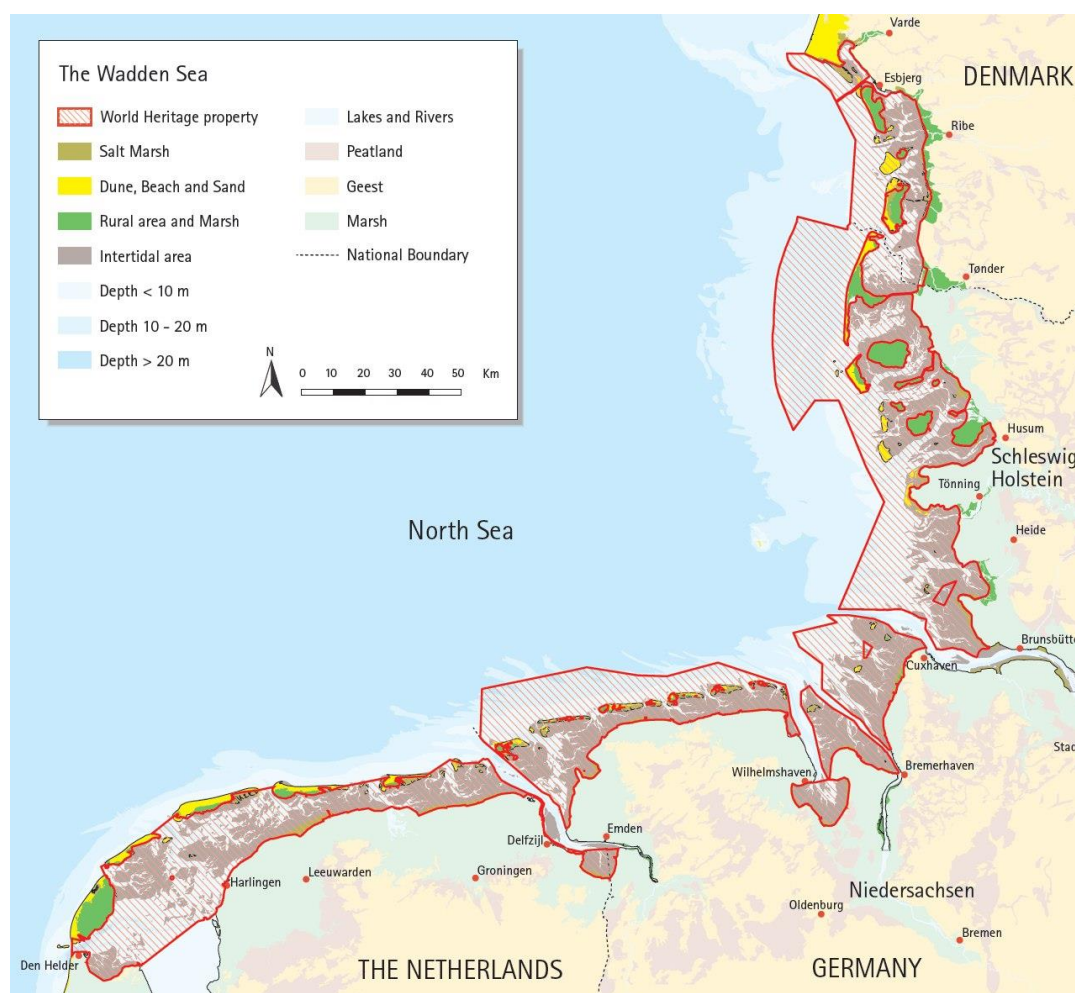 The Wadden Sea
World Heritage property
Salt Marsh
Dune, Beach and Sand
Rural area and Marsh
Intertidal area
Depth < 10 m
Depth 10 - 20 m
Depth > 20 m
Lakes and Rivers
Peatland
Geest
Marsh
National Boundary
N
0 10 20 30 40 50 Km
Varde
Esbjerg
DENMARK
Ribe
Tønder
Husum
Schleswig
Holstein
Tönning
Heide
North Sea
Brunsbütte
Cuxhaven
Stad
Wilhelmshaven
Bremerhaven
Emden
Delfzijl
Groningen
Leeuwarden
Harlingen
Niedersachsen
Oldenburg
Bremen
Den Helder
THE NETHERLANDS
GERMANY